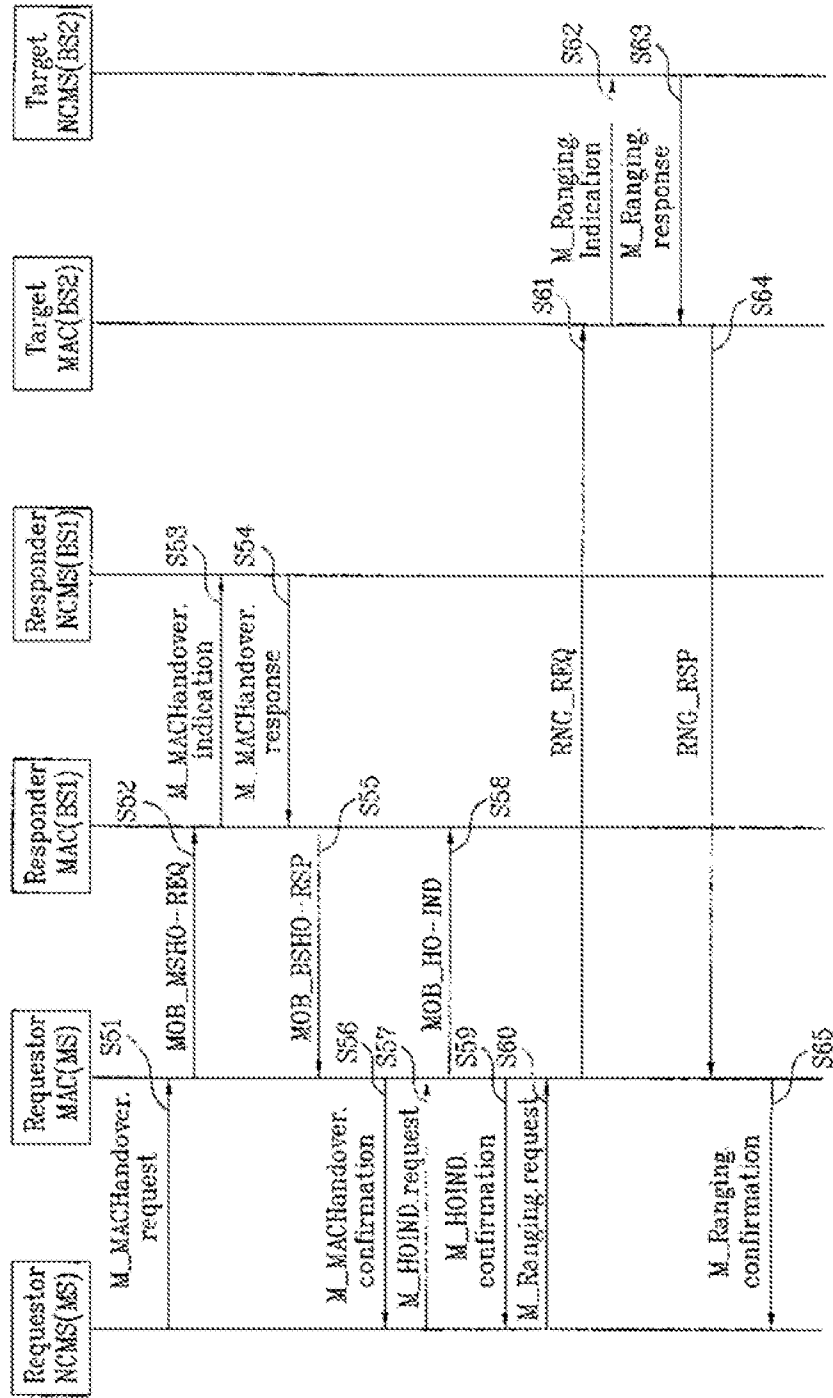 Requestor
NCMS(MS)
Requestor
MAC(MS)
Responder
MAC(BS1)
Responder
NCMS(BS1)
Target
MAC(BS2)
Target
NCMS(BS2)
M_MACHandover.
request
S51
MOB_MSHO-REQ
S52
M_MACHandover.
indication
S53
M_MACHandover.
response
S54
MOB_BSHO-RSP
S55
M_MACHandover.
confirmation
S56
M_HOIND.request
S57
MOB_HO-IND
S58
M_HOIND.
confirmation
S59
M_Ranging.request
S60
RNG_REQ
S61
M_Ranging.
Indication
S62
M_Ranging.
response
S63
RNG_RSP
S64
M_Ranging.
confirmation
S65